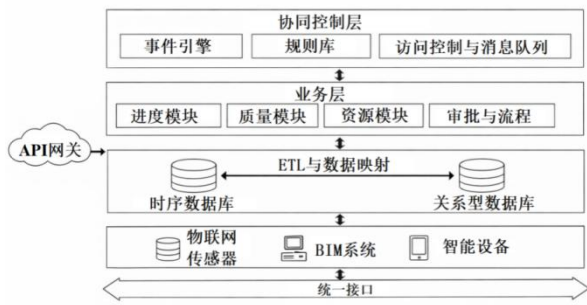 协同控制层
事件引擎 规则库 访问控制与消息队列
业务层
进度模块 质量模块 资源模块 审批与流程
API网关
ETL与数据映射
时序数据库 关系型数据库
物联网
传感器
BIM系统
智能设备
统一接口